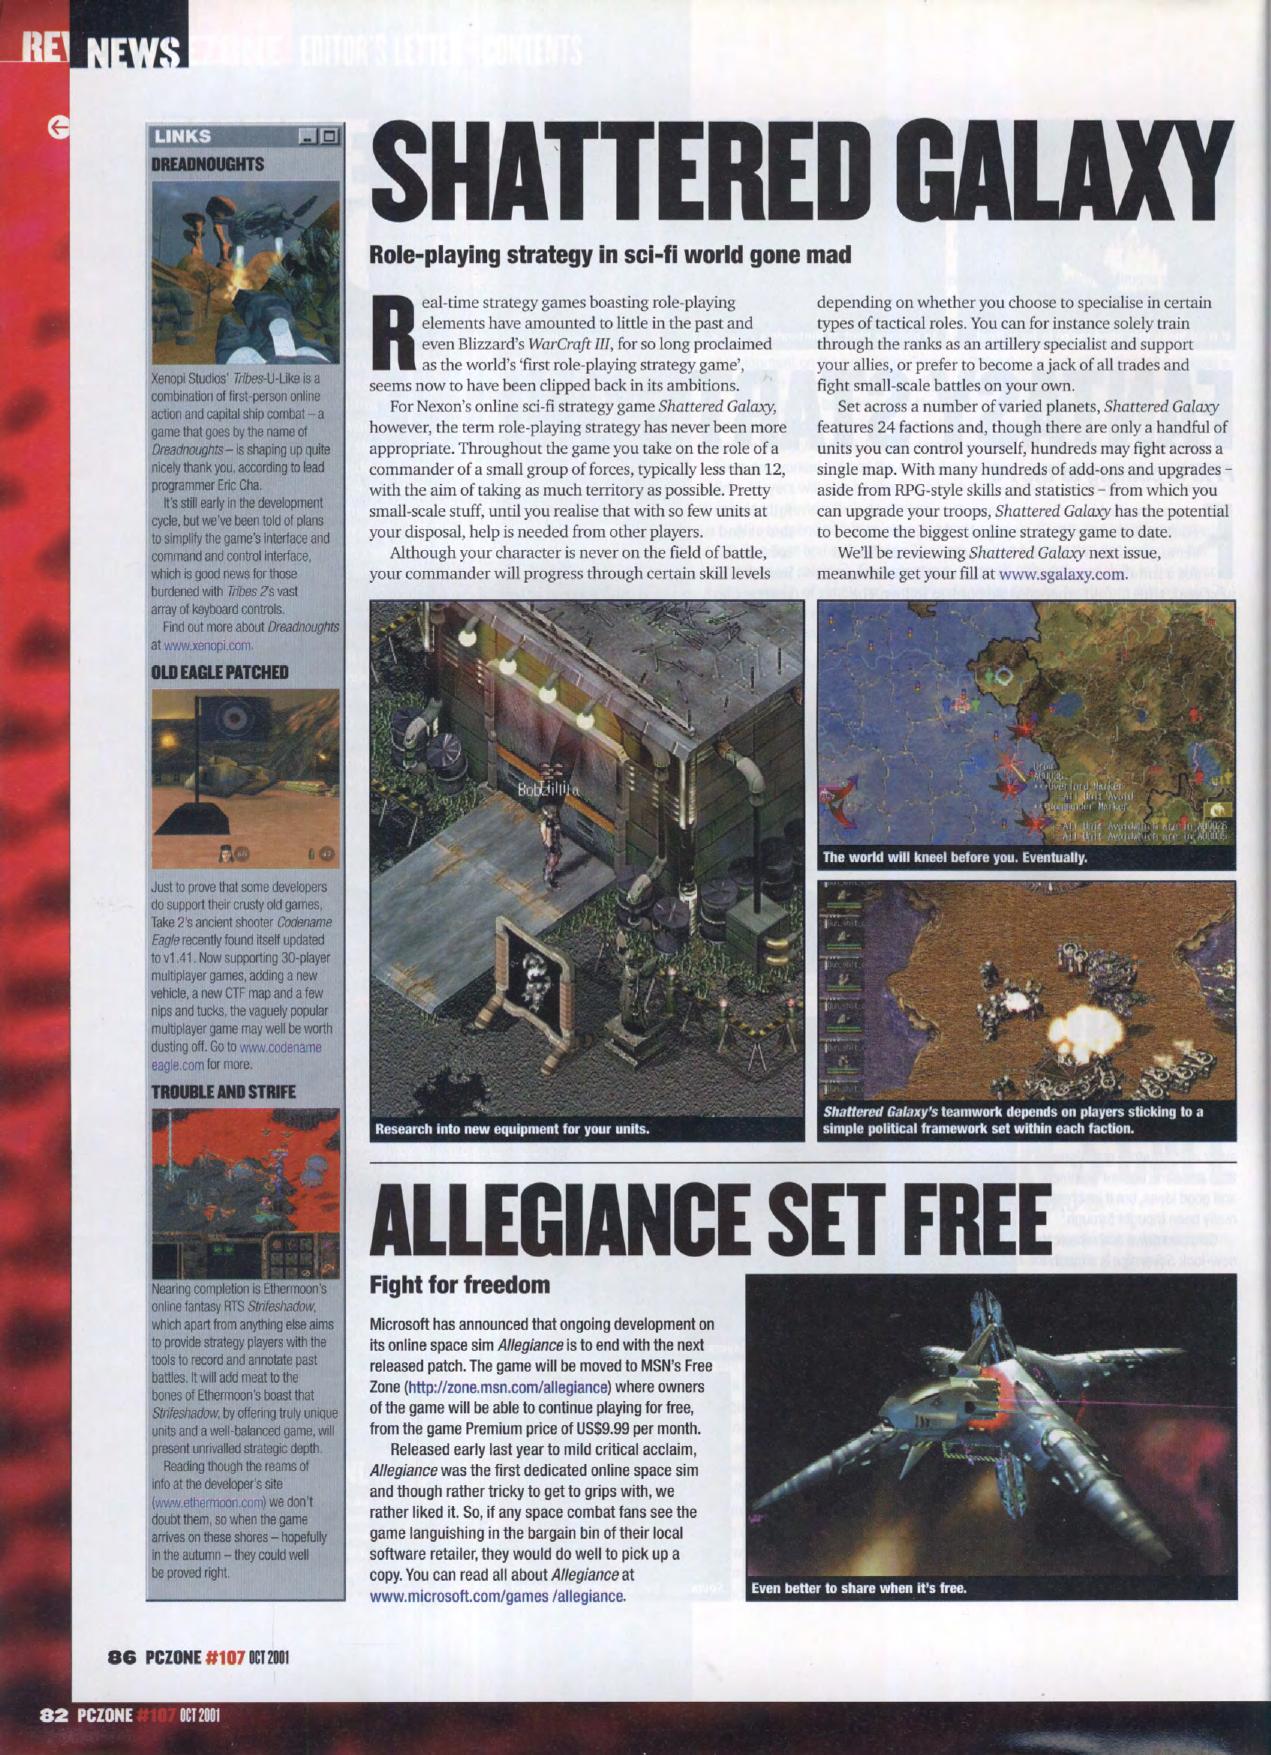 REV
NEWS
EDITOR'S LETTER
CONTENTS
LINKS
DREADNOUGHTS
Xenopi Studios' Tribes-U-Like is a
combination of first-person online
action and capital ship combat – a
game that goes by the name of
Dreadnoughts – is shaping up quite
nicely thank you, according to lead
programmer Eric Cha.
It's still early in the development
cycle, but we've been told of plans
to simplify the game's interface and
command and control interface,
which is good news for those
burdened with Tribes 2's vast
array of keyboard controls.
Find out more about Dreadnoughts
at www.xenopi.com.
OLD EAGLE PATCHED
Just to prove that some developers
do support their crusty old games,
Take 2's ancient shooter Codename
Eagle recently found itself updated
to v1.41. Now supporting 30-player
multiplayer games, adding a new
vehicle, a new CTF map and a few
nips and tucks, the vaguely popular
multiplayer game may well be worth
dusting off. Go to www.codename
eagle.com for more.
TROUBLE AND STRIFE
Nearing completion is Ethermoon's
online fantasy RTS Strifeshadow,
which apart from anything else aims
to provide strategy players with the
tools to record and annotate past
battles. It will add meat to the
bones of Ethermoon's boast that
Strifeshadow, by offering truly unique
units and a well-balanced game, will
present unrivalled strategic depth.
Reading though the reams of
info at the developer's site
(www.ethermoon.com) we don't
doubt them, so when the game
arrives on these shores – hopefully
in the autumn – they could well
be proved right.
SHATTERED GALAXY
Role-playing strategy in sci-fi world gone mad
Real-time strategy games boasting role-playing
elements have amounted to little in the past and
even Blizzard's WarCraft III, for so long proclaimed
as the world's 'first role-playing strategy game',
seems now to have been clipped back in its ambitions.
For Nexon's online sci-fi strategy game Shattered Galaxy,
however, the term role-playing strategy has never been more
appropriate. Throughout the game you take on the role of a
commander of a small group of forces, typically less than 12,
with the aim of taking as much territory as possible. Pretty
small-scale stuff, until you realise that with so few units at
your disposal, help is needed from other players.
Although your character is never on the field of battle,
your commander will progress through certain skill levels
depending on whether you choose to specialise in certain
types of tactical roles. You can for instance solely train
through the ranks as an artillery specialist and support
your allies, or prefer to become a jack of all trades and
fight small-scale battles on your own.
Set across a number of varied planets, Shattered Galaxy
features 24 factions and, though there are only a handful of
units you can control yourself, hundreds may fight across a
single map. With many hundreds of add-ons and upgrades –
aside from RPG-style skills and statistics – from which you
can upgrade your troops, Shattered Galaxy has the potential
to become the biggest online strategy game to date.
We'll be reviewing Shattered Galaxy next issue,
meanwhile get your fill at www.sgalaxy.com.
Research into new equipment for your units.
The world will kneel before you. Eventually.
Shattered Galaxy's teamwork depends on players sticking to a
simple political framework set within each faction.
ALLEGIANCE SET FREE
Fight for freedom
Microsoft has announced that ongoing development on
its online space sim Allegiance is to end with the next
released patch. The game will be moved to MSN's Free
Zone (http://zone.msn.com/allegiance) where owners
of the game will be able to continue playing for free,
from the game Premium price of US$9.99 per month.
Released early last year to mild critical acclaim,
Allegiance was the first dedicated online space sim
and though rather tricky to get to grips with, we
rather liked it. So, if any space combat fans see the
game languishing in the bargain bin of their local
software retailer, they would do well to pick up a
copy. You can read all about Allegiance at
www.microsoft.com/games /allegiance.
Even better to share when it's free.
86 PCZONE #107 OCT 2001
82 PCZONE #107 OCT 2001